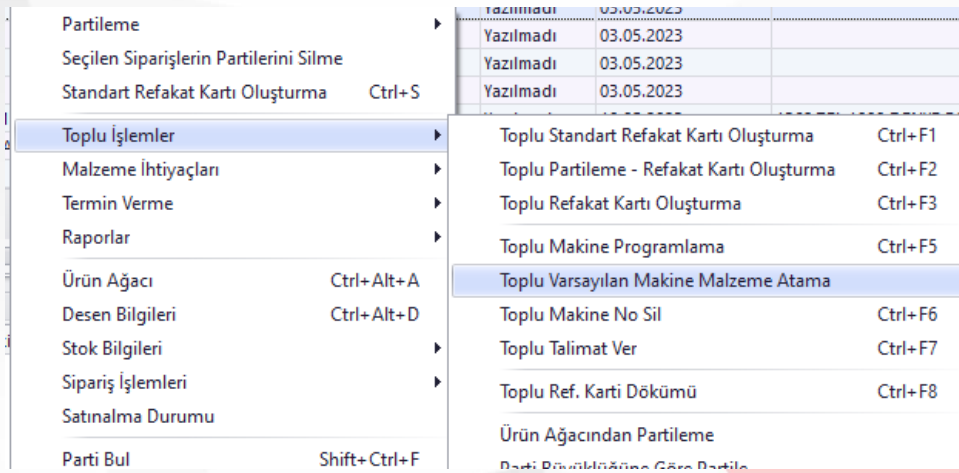 Yazılmadı 03.05.2023
Partileme
Yazılmadı 03.05.2023
Seçilen Siparişlerin Partilerini Silme
Yazılmadı 03.05.2023
Standart Refakat Kartı Oluşturma Ctrl+S
Yazılmadı 03.05.2023
Toplu İşlemler
Malzeme İhtiyaçları
Termin Verme
Raporlar
Ürün Ağacı Ctrl+Alt+A
Desen Bilgileri Ctrl+Alt+D
Stok Bilgileri
Sipariş İşlemleri
Satınalma Durumu
Parti Bul Shift+Ctrl+F
Toplu Standart Refakat Kartı Oluşturma Ctrl+F1
Toplu Partileme - Refakat Kartı Oluşturma Ctrl+F2
Toplu Refakat Kartı Oluşturma Ctrl+F3
Toplu Makine Programlama Ctrl+F5
Toplu Varsayılan Makine Malzeme Atama
Toplu Makine No Sil Ctrl+F6
Toplu Talimat Ver Ctrl+F7
Toplu Ref. Karti Dökümü Ctrl+F8
Ürün Ağacından Partileme
Parti Büyüklüğüne Göre Partile